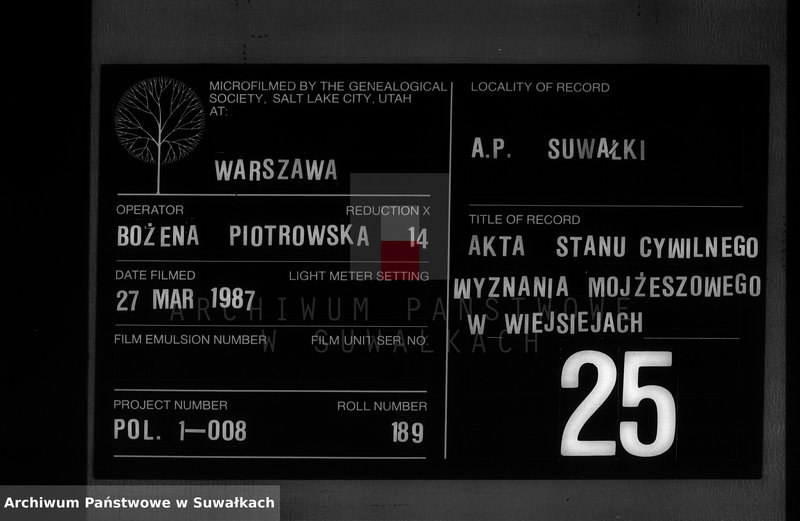 MICROFILMED BY THE GENEALOGICAL
SOCIETY, SALT LAKE CITY, UTAH
AT:
WARSZAWA
OPERATOR REDUCTION X
BOŻENA PIOTROWSKA 14
DATE FILMED LIGHT METER SETTING
27 MAR 1987
FILM EMULSION NUMBER FILM UNIT SER. NO.
PROJECT NUMBER ROLL NUMBER
POL. 1—008 189
LOCALITY OF RECORD
A.P. SUWAŁKI
TITLE OF RECORD
AKTA STANU CYWILNEGO
WYZNANIA MOJŻESZOWEGO
W WIEJSIEJACH
25
ARCHIWUM PAŃSTWOWE
W SUWAŁKACH
Archiwum Państwowe w Suwałkach